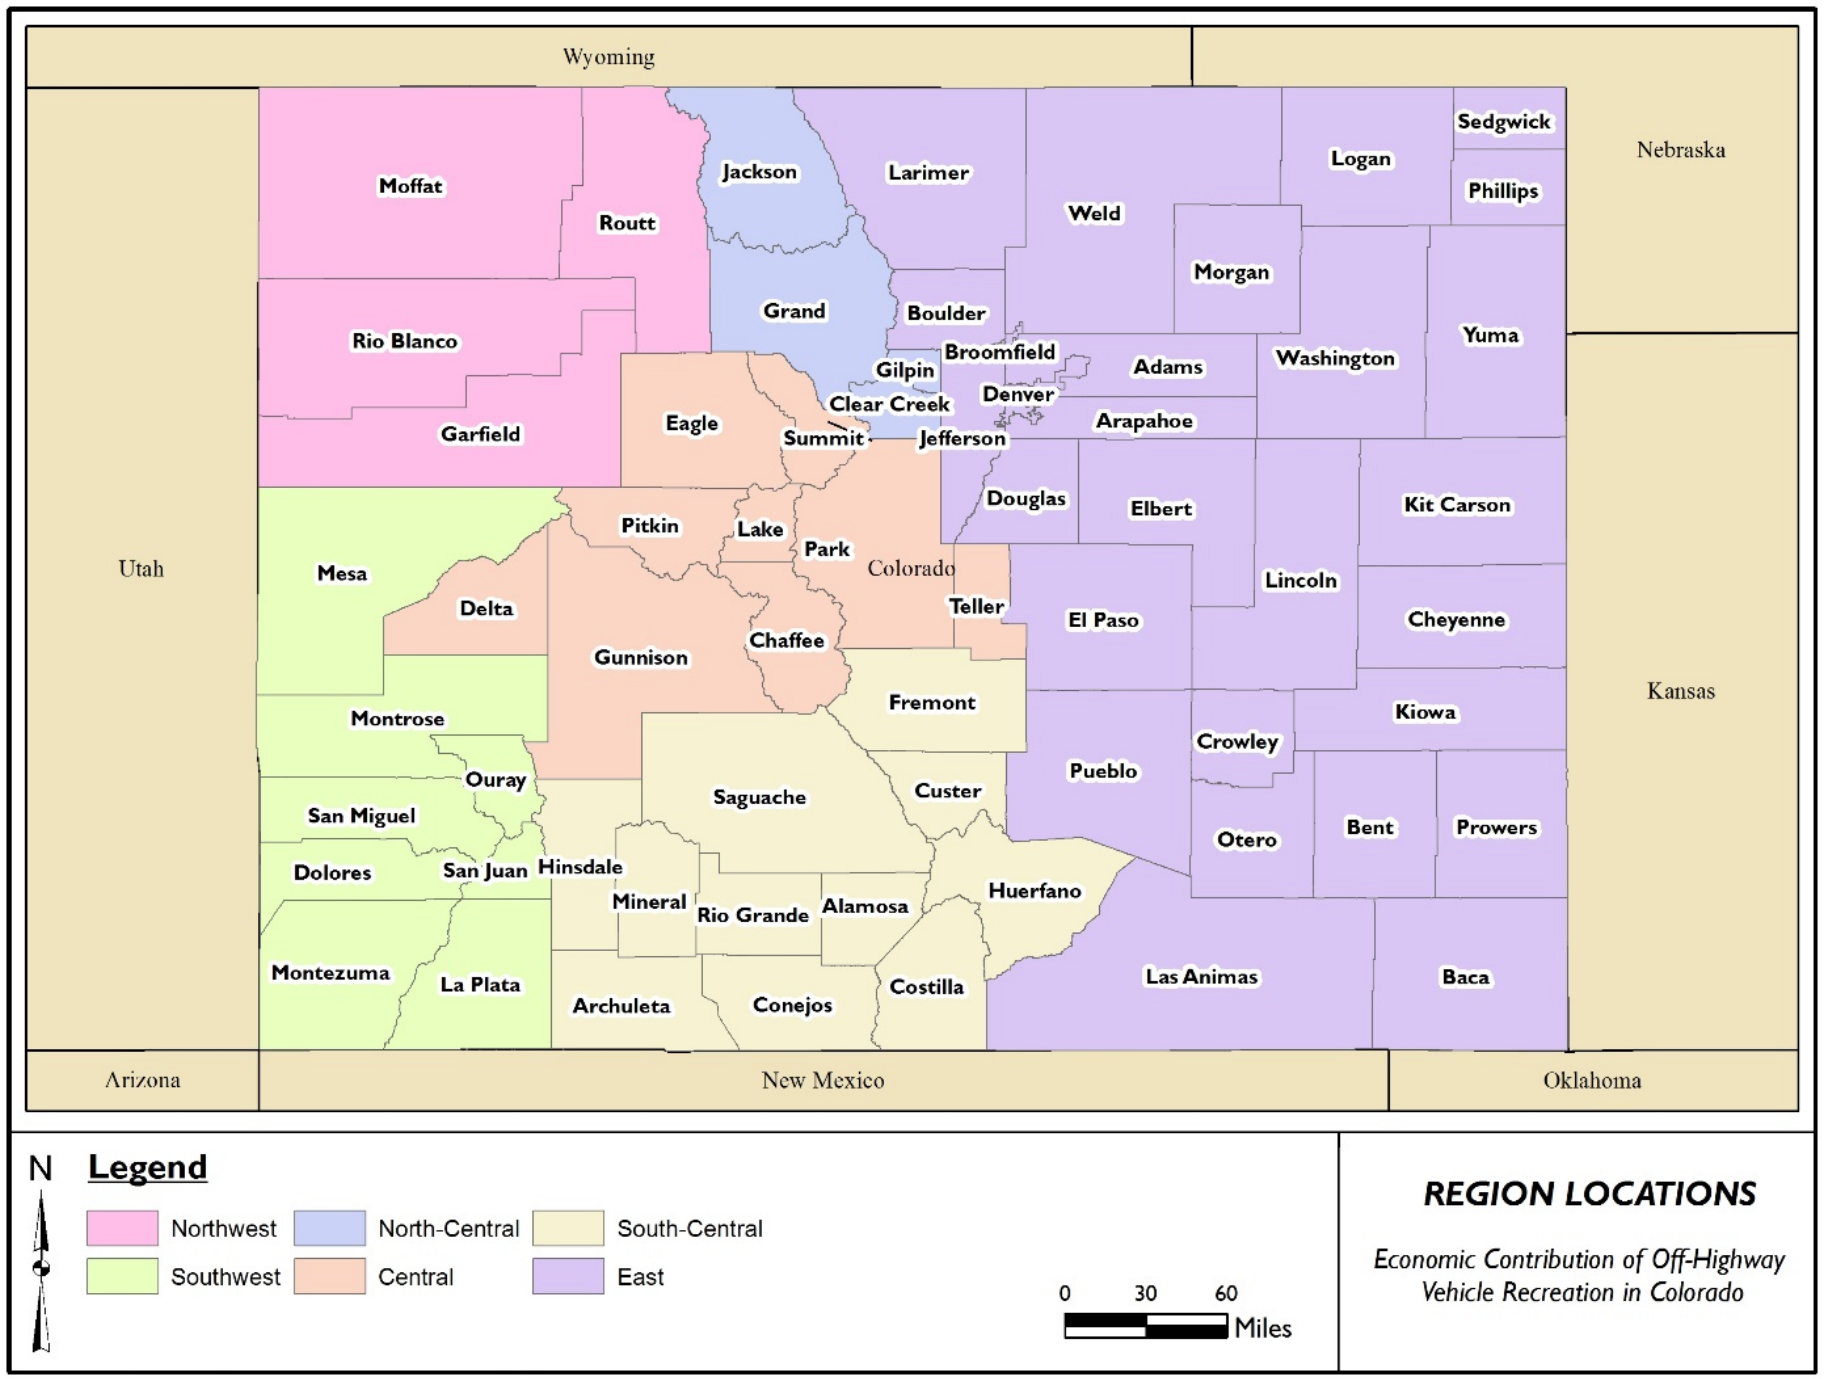 Wyoming
Nebraska
Utah
Colorado
Kansas
Arizona
New Mexico
Oklahoma
Moffat
Routt
Jackson
Larimer
Weld
Logan
Sedgwick
Phillips
Morgan
Rio Blanco
Grand
Boulder
Broomfield
Gilpin
Adams
Washington
Yuma
Clear Creek
Denver
Arapahoe
Garfield
Eagle
Summit
Jefferson
Pitkin
Lake
Park
Douglas
Elbert
Kit Carson
Mesa
Delta
Lincoln
Teller
El Paso
Cheyenne
Gunnison
Chaffee
Fremont
Kiowa
Montrose
Crowley
Ouray
Saguache
Custer
Pueblo
San Miguel
Otero
Bent
Prowers
Dolores
San Juan
Hinsdale
Mineral
Rio Grande
Alamosa
Huerfano
Montezuma
La Plata
Archuleta
Conejos
Costilla
Las Animas
Baca
N
Legend
Northwest
North-Central
South-Central
Southwest
Central
East
0 30 60
Miles
REGION LOCATIONS
Economic Contribution of Off-Highway
Vehicle Recreation in Colorado